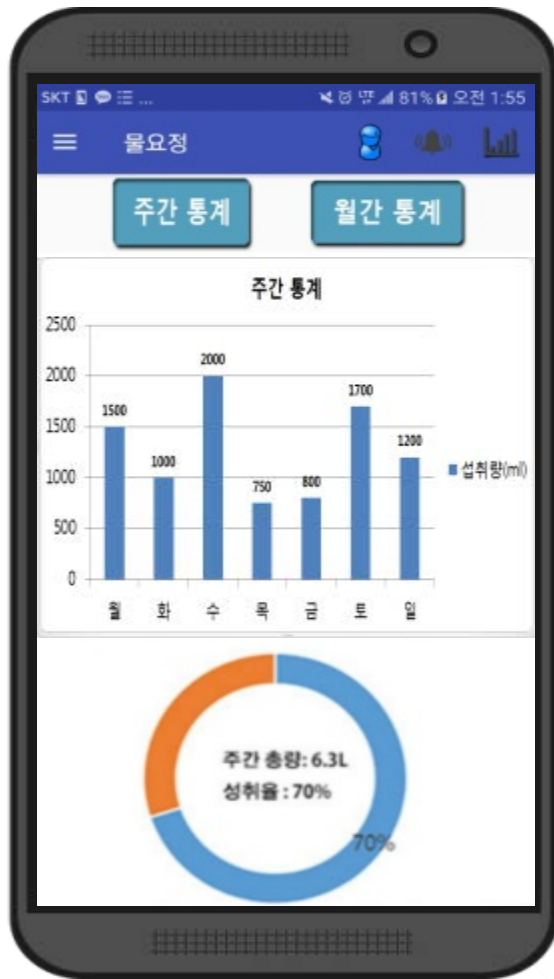 SKT ... 81% 오전 1:55
물요정
주간 통계 월간 통계
주간 통계
2500
2000
1500
1000
500
0
1500
1000
2000
750
800
1700
1200
섭취량(ml)
월 화 수 목 금 토 일
주간 총량: 6.3L
성취율 : 70%
70%